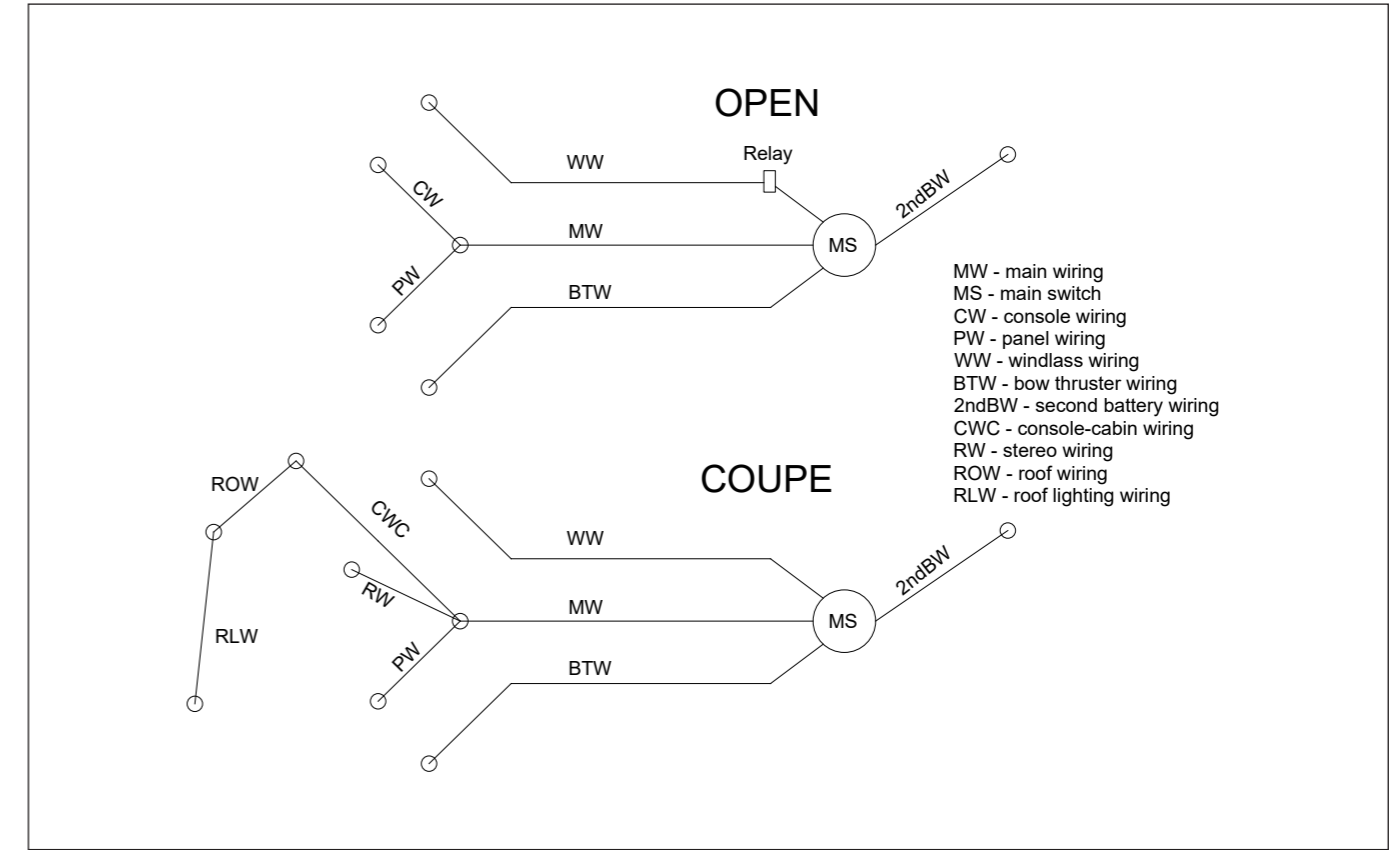 OPEN
Relay
WW
CW
2ndBW
MW
MS
PW
BTW
MW - main wiring
MS - main switch
CW - console wiring
PW - panel wiring
WW - windlass wiring
BTW - bow thruster wiring
2ndBW - second battery wiring
CWC - console-cabin wiring
RW - stereo wiring
ROW - roof wiring
RLW - roof lighting wiring
COUPE
ROW
CWC
WW
2ndBW
RW
MW
MS
RLW
PW
BTW